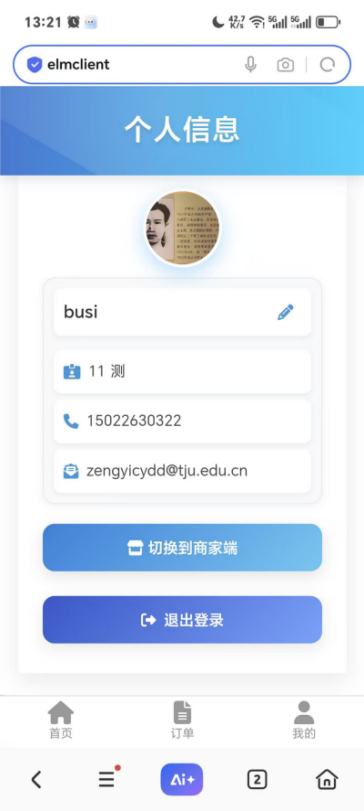 13:21
42.7
K/s
5G
5G
elmclient
个人信息
busi
11 测
15022630322
zengyicydd@tju.edu.cn
切换到商家端
退出登录
首页
订单
我的
Ai+
2
n